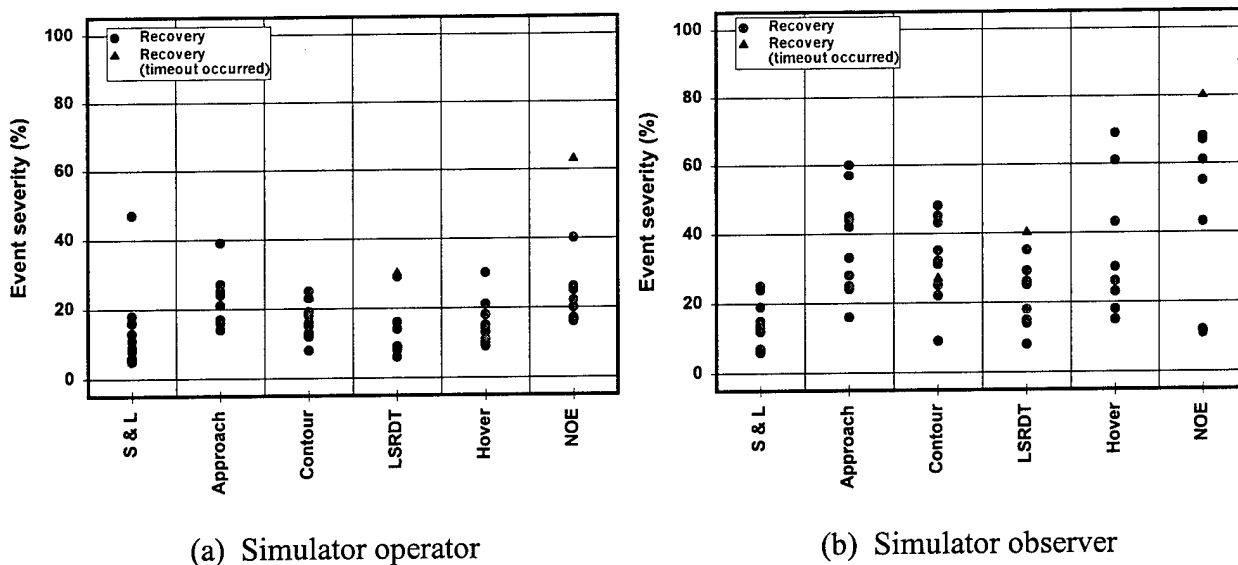 100
80
60
40
20
0
Event severity (%)
Recovery
Recovery
(timeout occurred)
S & L
Approach
Contour
LSRDT
Hover
NOE
(a) Simulator operator
100
80
60
40
20
0
Event severity (%)
Recovery
Recovery
(timeout occurred)
S & L
Approach
Contour
LSRDT
Hover
NOE
(b) Simulator observer